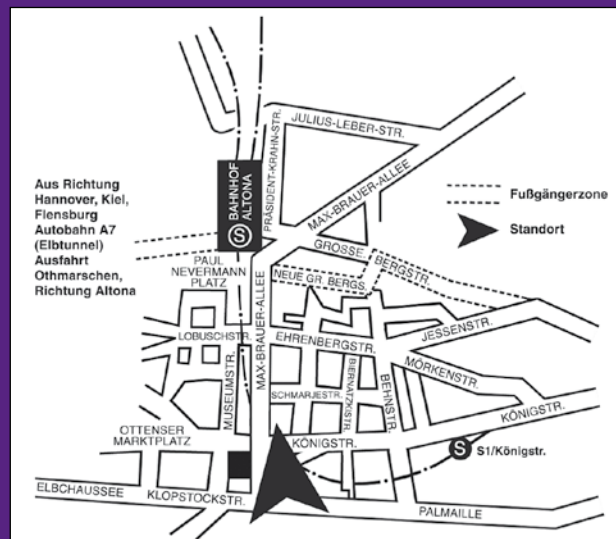 JULIUS-LEBER-STR.
PRÄSIDENT-KRAHN-STR.
MAX-BRAUER-ALLEE
Aus Richtung
Hannover, Kiel,
Flensburg
Autobahn A7
(Elbtunnel)
Ausfahrt
Othmarschen,
Richtung Altona
S
BAHNHOF
ALTONA
Fußgängerzone
Standort
GROSSE
BERGSTR.
PAUL
NEVERMANN
PLATZ
NEUE GR. BERGS.
MAX-BRAUER-ALLEE
LOBUSCHSTR.
EHRENBERGSTR.
JESSENSTR.
MÖRKENSTR.
MUSEUMSTR.
BIERNATZKISTR.
BEHNSTR.
SCHMARJESTR.
KÖNIGSTR.
OTTENSER
MARKTPLATZ
KÖNIGSTR.
S S1/Königstr.
ELBCHAUSSEE
KLOPSTOCKSTR.
PALMAILLE